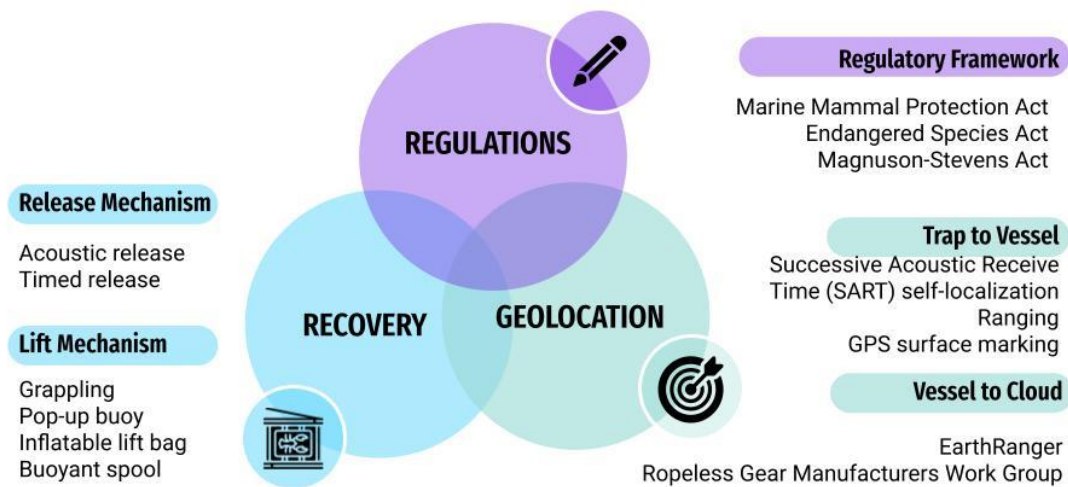 REGULATIONS
RECOVERY
GEOLOCATION
Release Mechanism
Acoustic release
Timed release
Lift Mechanism
Grappling
Pop-up buoy
Inflatable lift bag
Buoyant spool
Regulatory Framework
Marine Mammal Protection Act
Endangered Species Act
Magnuson-Stevens Act
Trap to Vessel
Successive Acoustic Receive
Time (SART) self-localization
Ranging
GPS surface marking
Vessel to Cloud
EarthRanger
Ropeless Gear Manufacturers Work Group